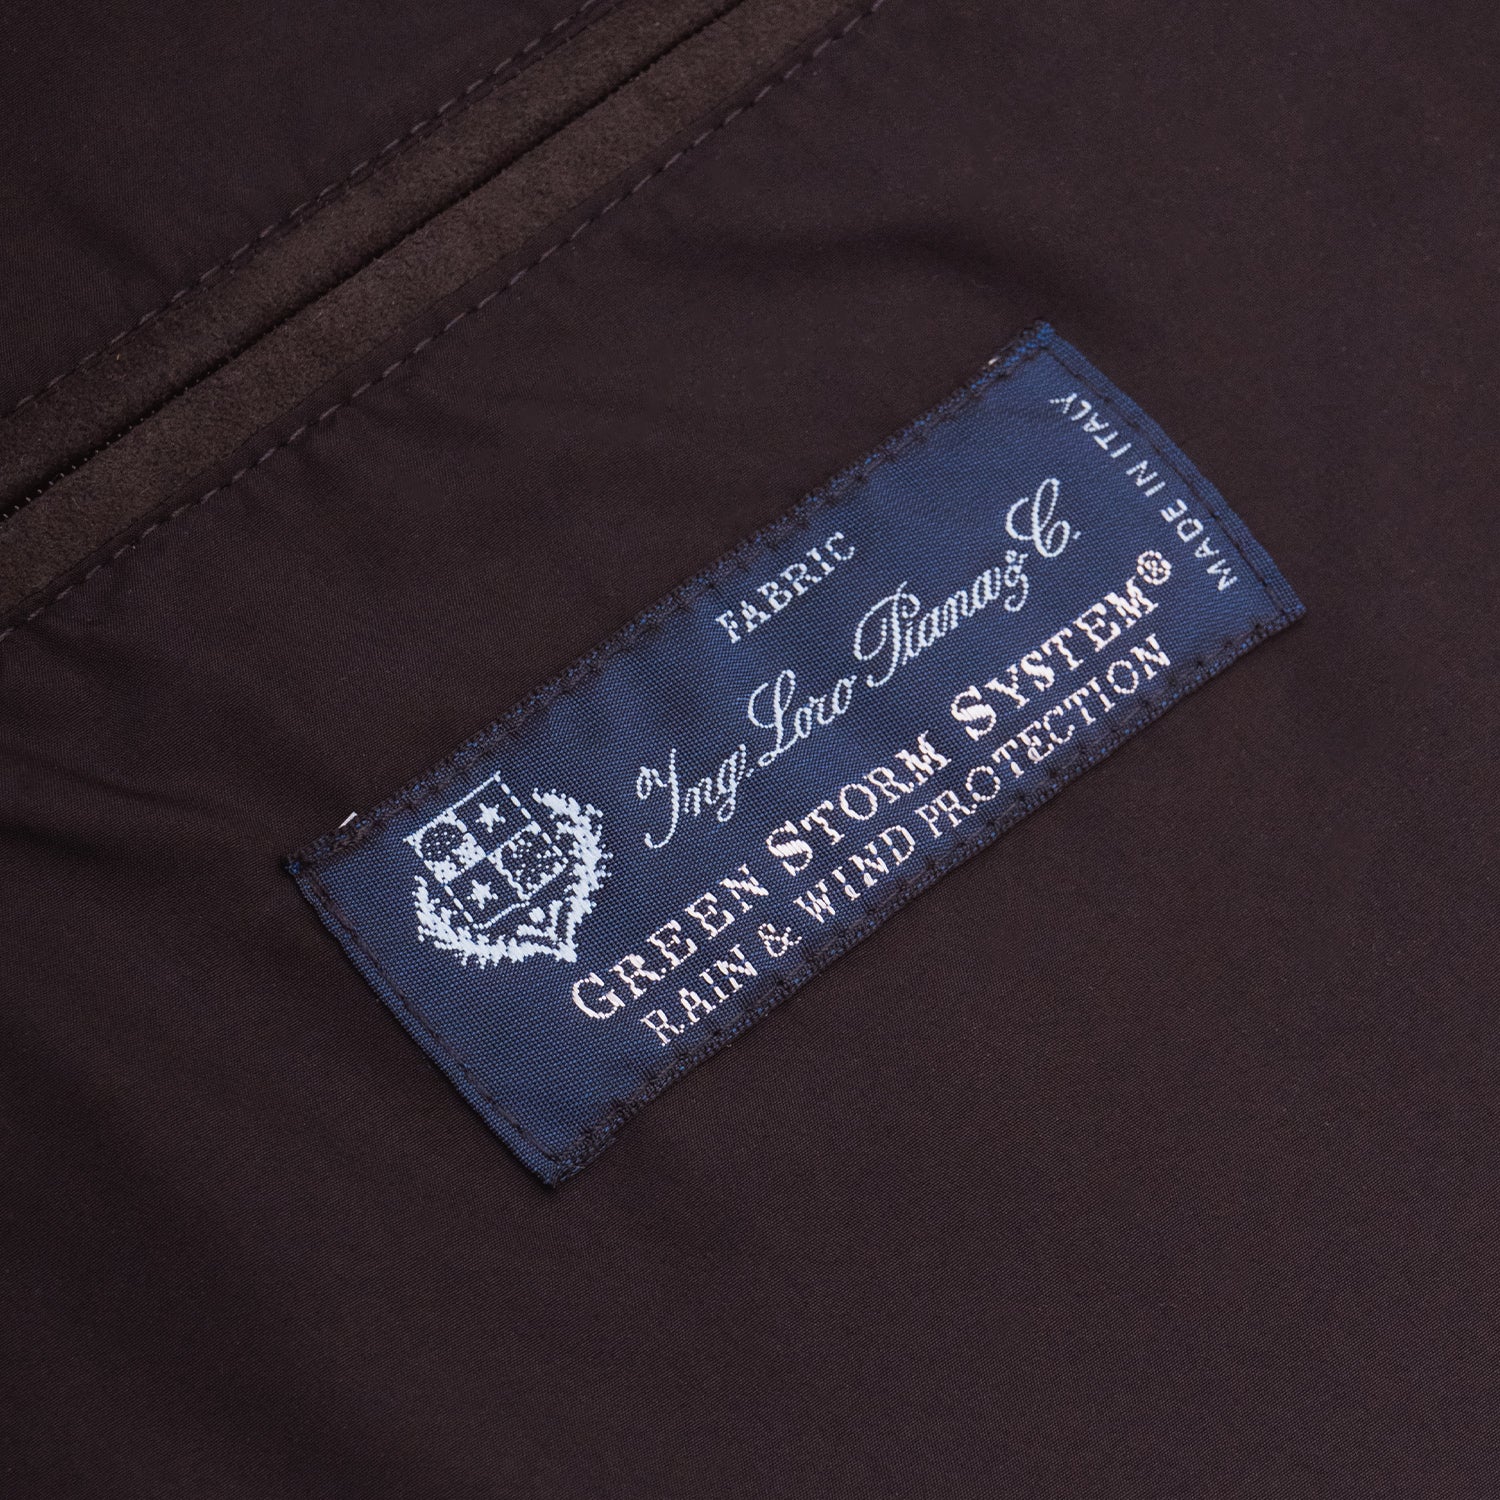 FABRIC
Ing. Loro Piana & C.
GREEN STORM SYSTEM®
RAIN & WIND PROTECTION
MADE IN ITALY